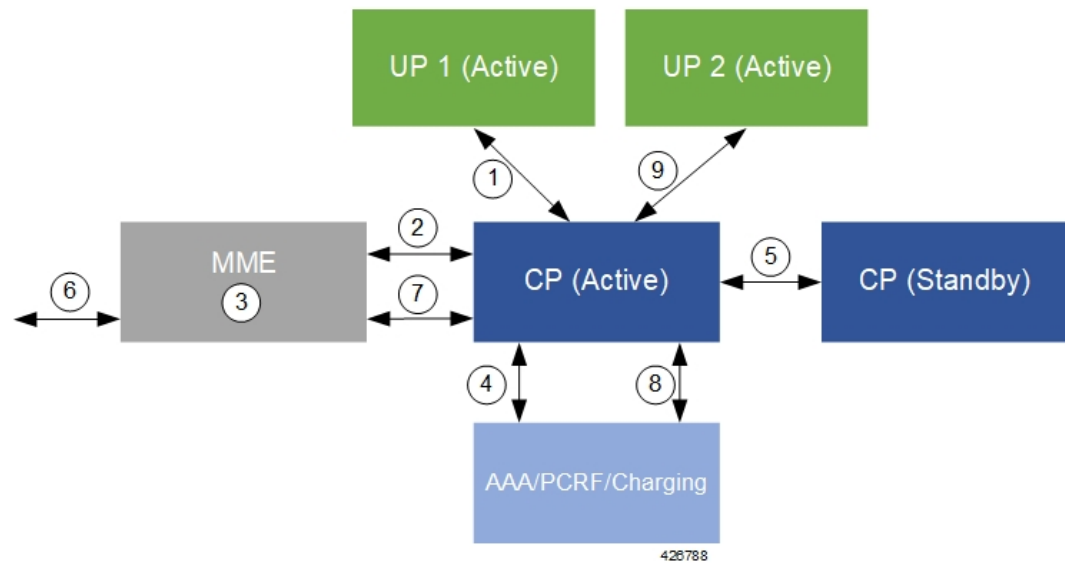 UP 1 (Active)
UP 2 (Active)
1
9
2
MME
3
6
7
CP (Active)
5
CP (Standby)
4
8
AAA/PCRF/Charging
426788